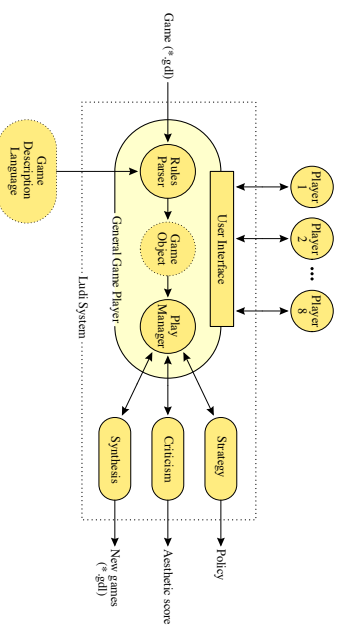 Player
1
Player
2
...
Player
8
User Interface
Game (*.gdl)
Rules
Parser
Game
Object
Play
Manager
General Game Player
Strategy
Policy
Criticism
Aesthetic score
Synthesis
New games
(*.gdl)
Ludi System
Game
Description
Language